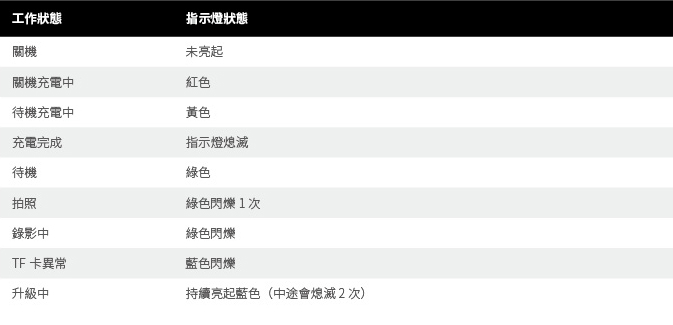 工作狀態 指示燈狀態
關機 未亮起
關機充電中 紅色
待機充電中 黃色
充電完成 指示燈熄滅
待機 綠色
拍照 綠色閃爍 1 次
錄影中 綠色閃爍
TF 卡異常 藍色閃爍
升級中 持續亮起藍色（中途會熄滅 2 次）